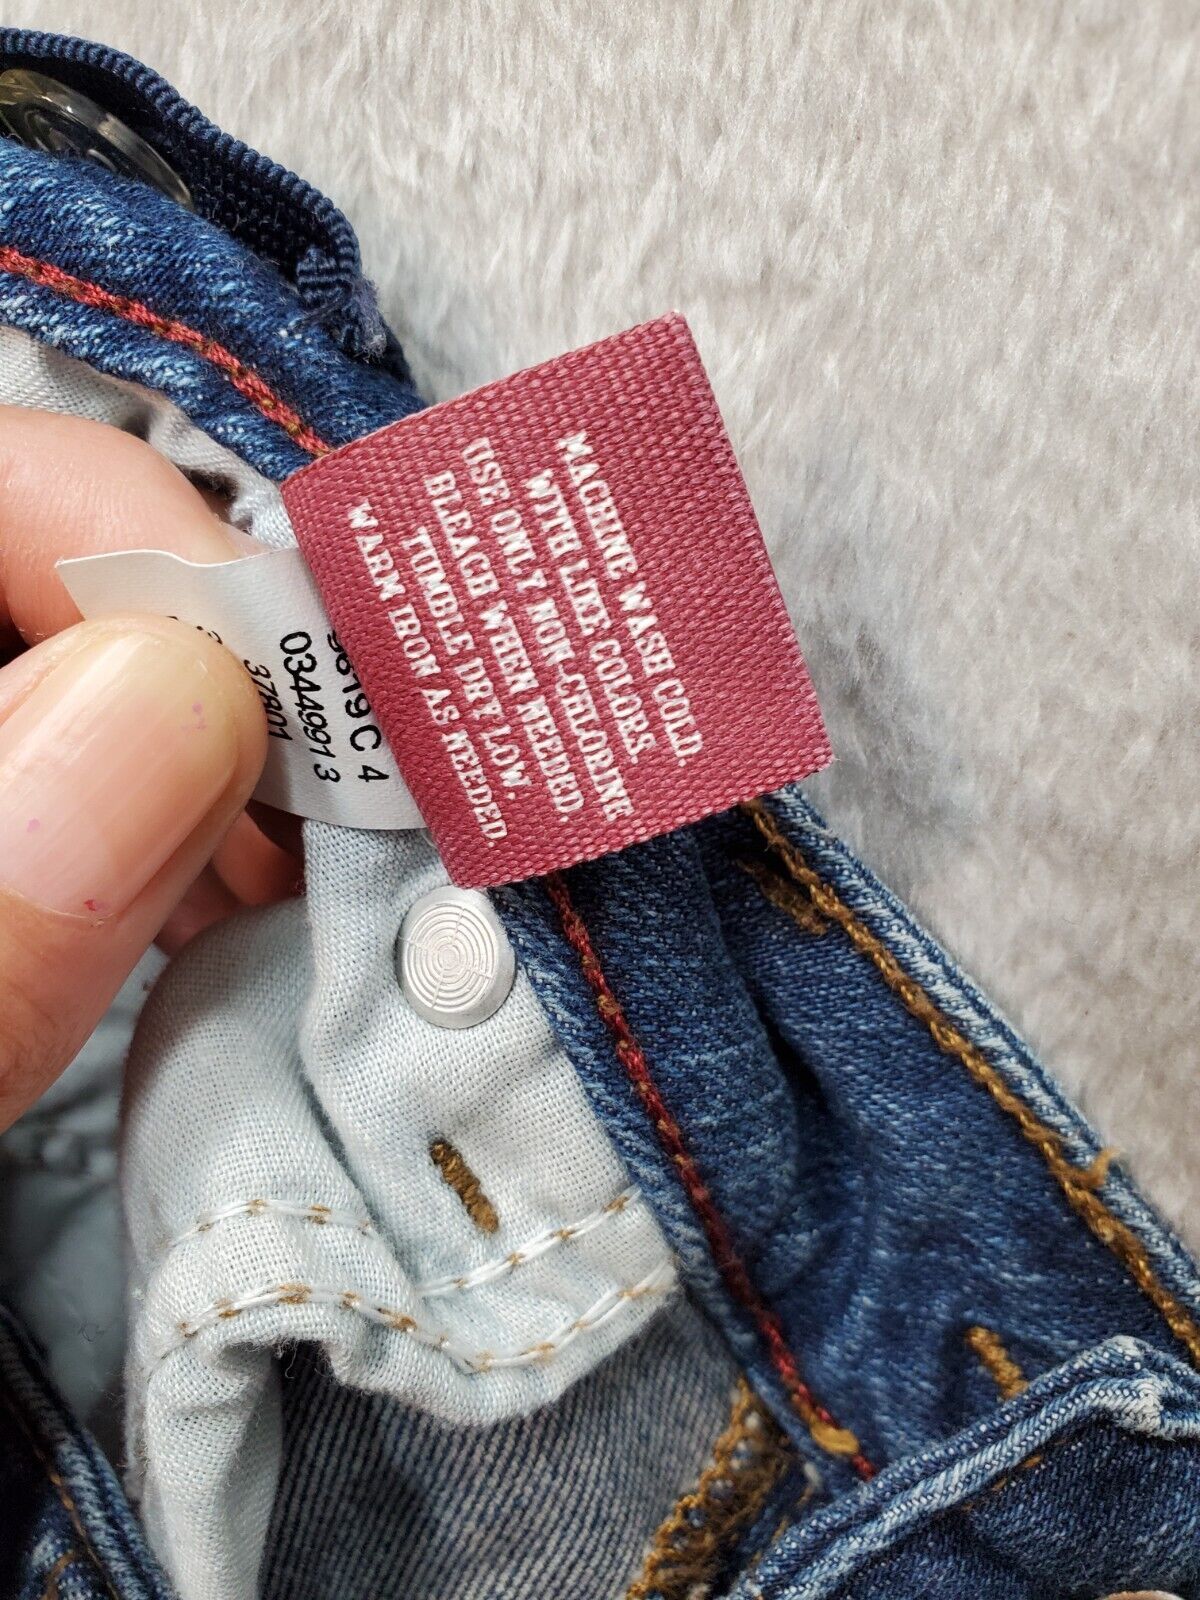 MACHINE WASH COLD.
WITH LIKE COLORS.
USE ONLY NON-CHLORINE
BLEACH WHEN NEEDED.
TUMBLE DRY LOW.
WARM IRON AS NEEDED.
C 4
0344991 3
37801